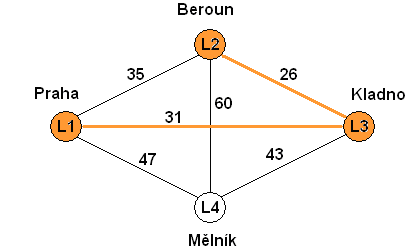 Beroun
L2
35
26
Praha
60
Kladno
L1
31
L3
47
43
L4
Mělník